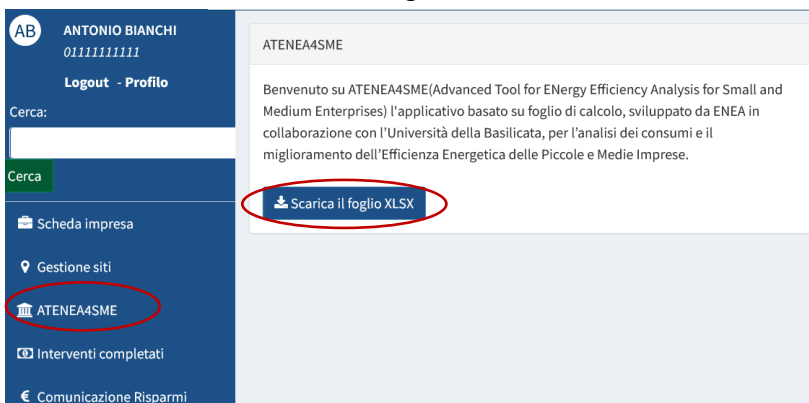 AB
ANTONIO BIANCHI
01111111111
Logout - Profilo
Cerca:
Cerca
Scheda impresa
Gestione siti
ATENEA4SME
Interventi completati
€ Comunicazione Risparmi
ATENEA4SME
Benvenuto su ATENEA4SME(Advanced Tool for ENergy Efficiency Analysis for Small and
Medium Enterprises) l'applicativo basato su foglio di calcolo, sviluppato da ENEA in
collaborazione con l'Università della Basilicata, per l'analisi dei consumi e il
miglioramento dell'Efficienza Energetica delle Piccole e Medie Imprese.
Scarica il foglio XLSX